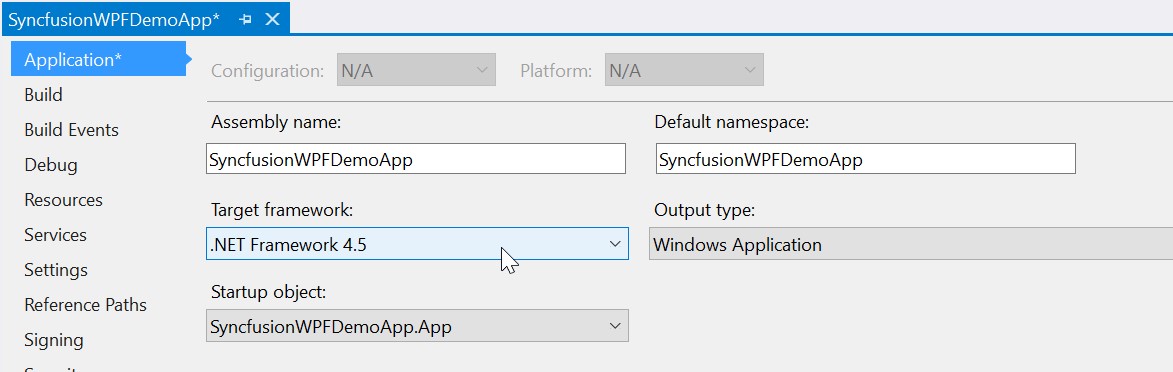 SyncfusionWPFDemoApp*
Application*
Build
Build Events
Debug
Resources
Services
Settings
Reference Paths
Signing
Configuration: N/A Platform: N/A
Assembly name: Default namespace:
SyncfusionWPFDemoApp SyncfusionWPFDemoApp
Target framework: Output type:
.NET Framework 4.5 Windows Application
Startup object:
SyncfusionWPFDemoApp.App